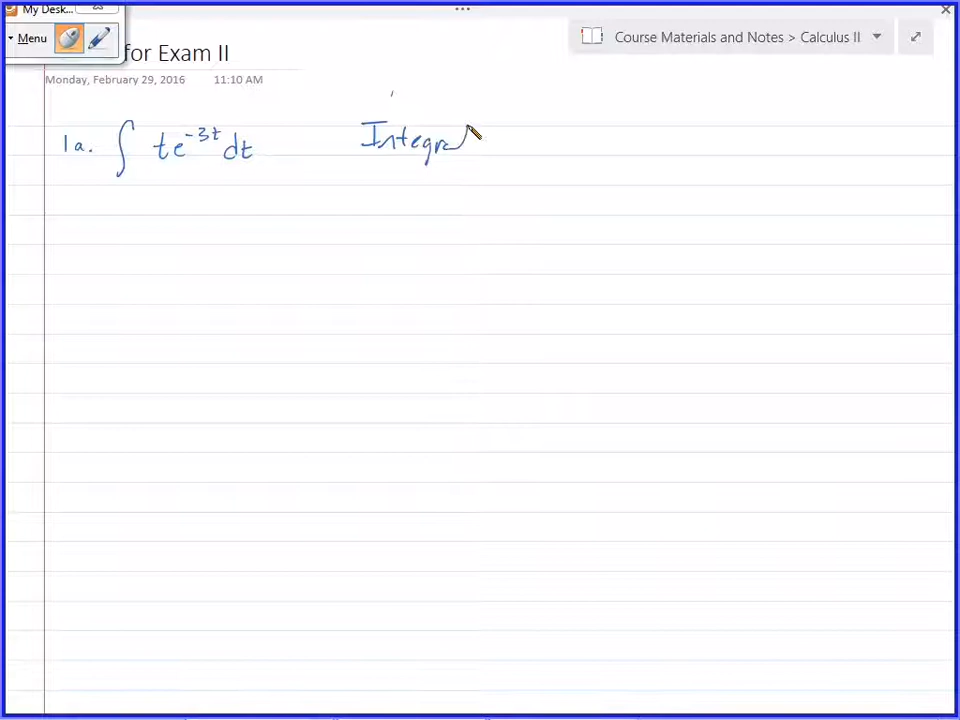 My Desk...
Menu
for Exam II
Course Materials and Notes > Calculus II
Monday, February 29, 2016 11:10 AM
1a. ∫ te^{-3t} dt
Integra